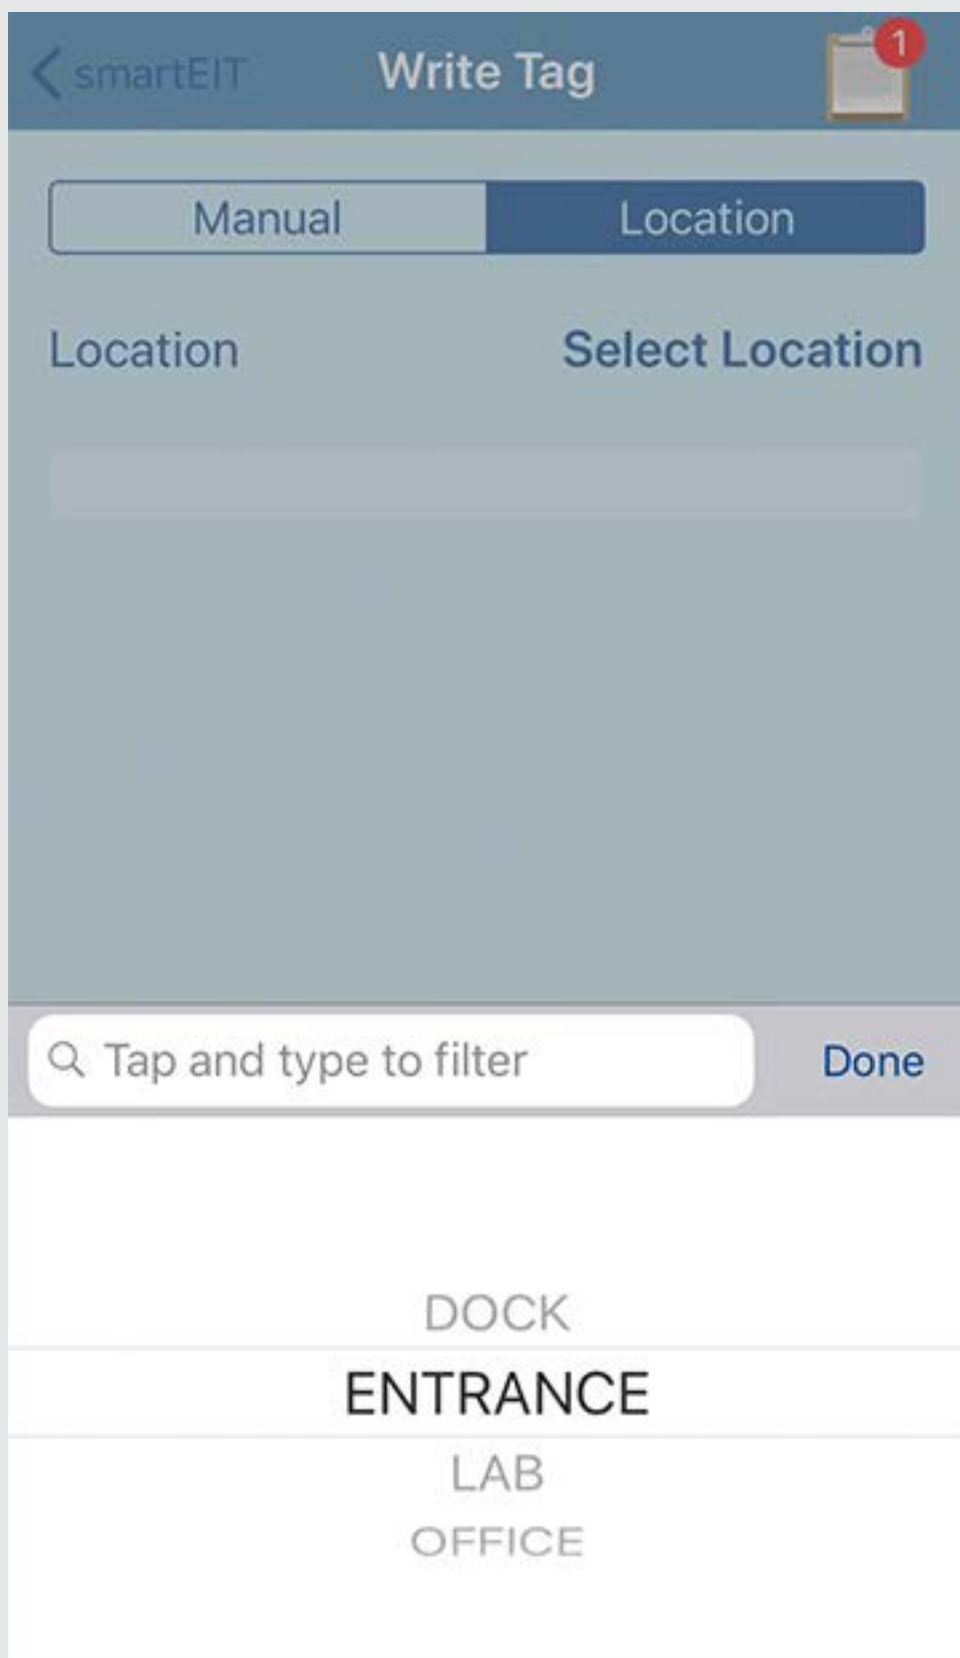 smartEIT Write Tag 1
Manual Location
Location Select Location
Tap and type to filter Done
DOCK
ENTRANCE
LAB
OFFICE